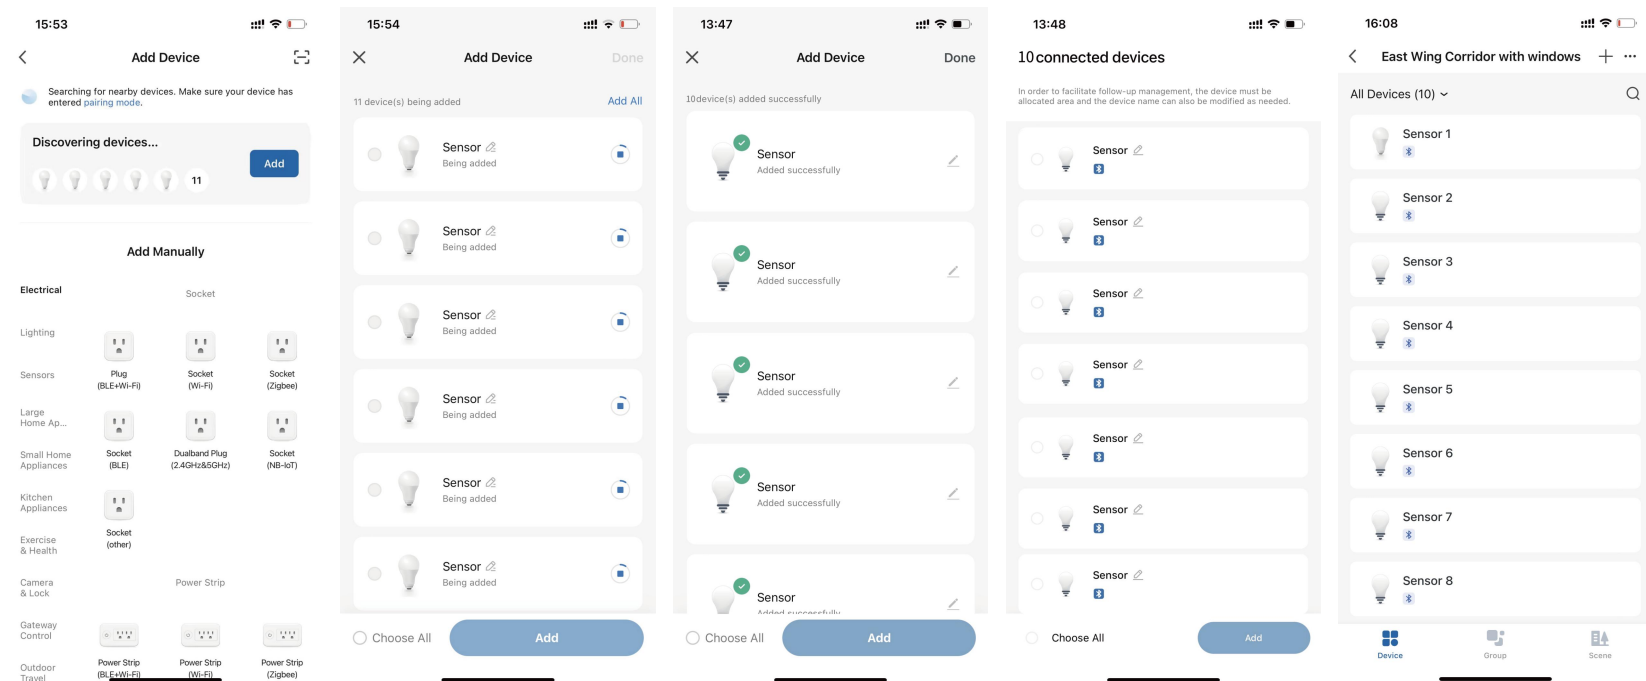 15:53
Add Device
Searching for nearby devices. Make sure your device has
entered pairing mode.
Discovering devices...
11
Add
Add Manually
Electrical
Lighting
Sensors
Large
Home Ap...
Small Home
Appliances
Kitchen
Appliances
Exercise
& Health
Camera
& Lock
Gateway
Control
Outdoor
Travel
Socket
Plug
(BLE+Wi-Fi)
Socket
(Wi-Fi)
Socket
(Zigbee)
Socket
(BLE)
Dualband Plug
(2.4GHz&5GHz)
Socket
(NB-IoT)
Socket
(other)
Power Strip
Power Strip
(BLE+Wi-Fi)
Power Strip
(Wi-Fi)
Power Strip
(Zigbee)
15:54
Add Device
Done
11 device(s) being added
Add All
Sensor
Being added
Sensor
Being added
Sensor
Being added
Sensor
Being added
Sensor
Being added
Sensor
Being added
Choose All
Add
13:47
Add Device
Done
10device(s) added successfully
Sensor
Added successfully
Sensor
Added successfully
Sensor
Added successfully
Sensor
Added successfully
Sensor
Added successfully
Choose All
Add
13:48
10connected devices
In order to facilitate follow-up management, the device must be
allocated area and the device name can also be modified as needed.
Sensor
Sensor
Sensor
Sensor
Sensor
Sensor
Sensor
Choose All
Add
16:08
East Wing Corridor with windows
All Devices (10)
Sensor 1
Sensor 2
Sensor 3
Sensor 4
Sensor 5
Sensor 6
Sensor 7
Sensor 8
Device
Group
Scene